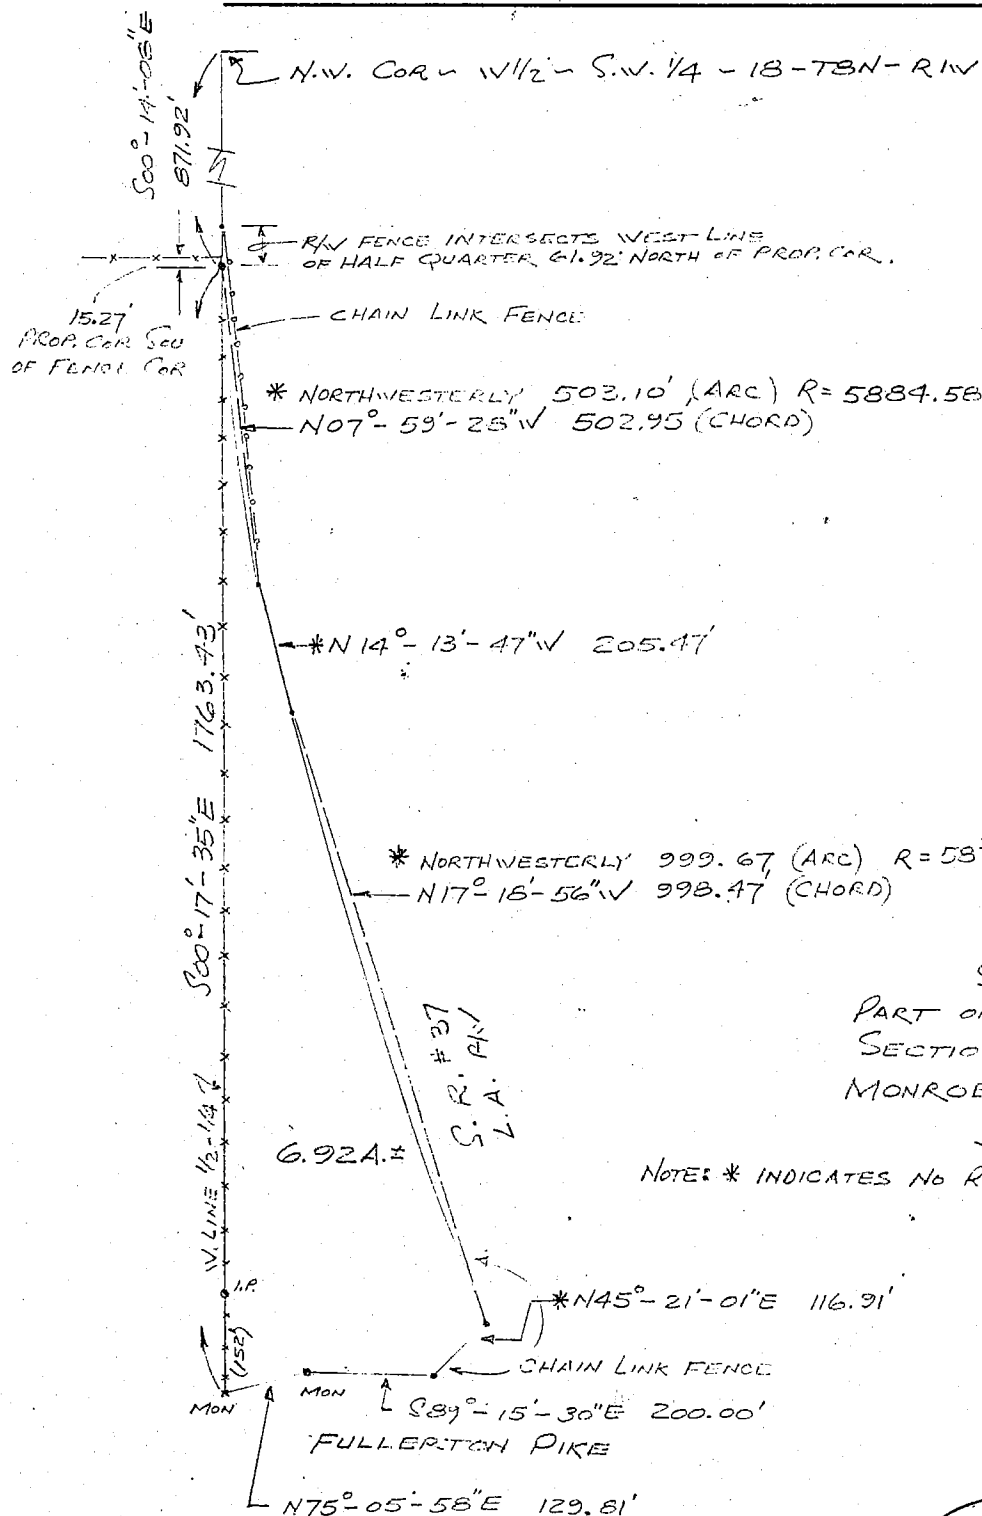 N.W. COR - W 1/2 - S.W. 1/4 - 18 - T8N - R1W
S00°-14'-08"E
871.92'
R/W FENCE INTERSECTS WEST LINE
OF HALF QUARTER 61.92' NORTH OF PROP. COR.
15.27'
PROP. COR SOU
OF FENCE COR
CHAIN LINK FENCE
* NORTHWESTERLY 503.10' (ARC) R=5884.58
N07°-59'-28"W 502.95 (CHORD)
*N14°-13'-47"W 205.47'
S00°-17'-35"E 1763.43'
* NORTHWESTERLY 999.67 (ARC) R=58
N17°-18'-56"W 998.47' (CHORD)
S.R. #37
L.A. R/W
PART O
SECTIO
MONROE
W. LINE 1/2-1/4
6.92A.±
NOTE: * INDICATES NO R
I.P.
(152')
*N45°-21'-01"E 116.91'
CHAIN LINK FENCE
MON
MON
S89°-15'-30"E 200.00'
FULLERTON PIKE
N75°-05'-58"E 129.81'